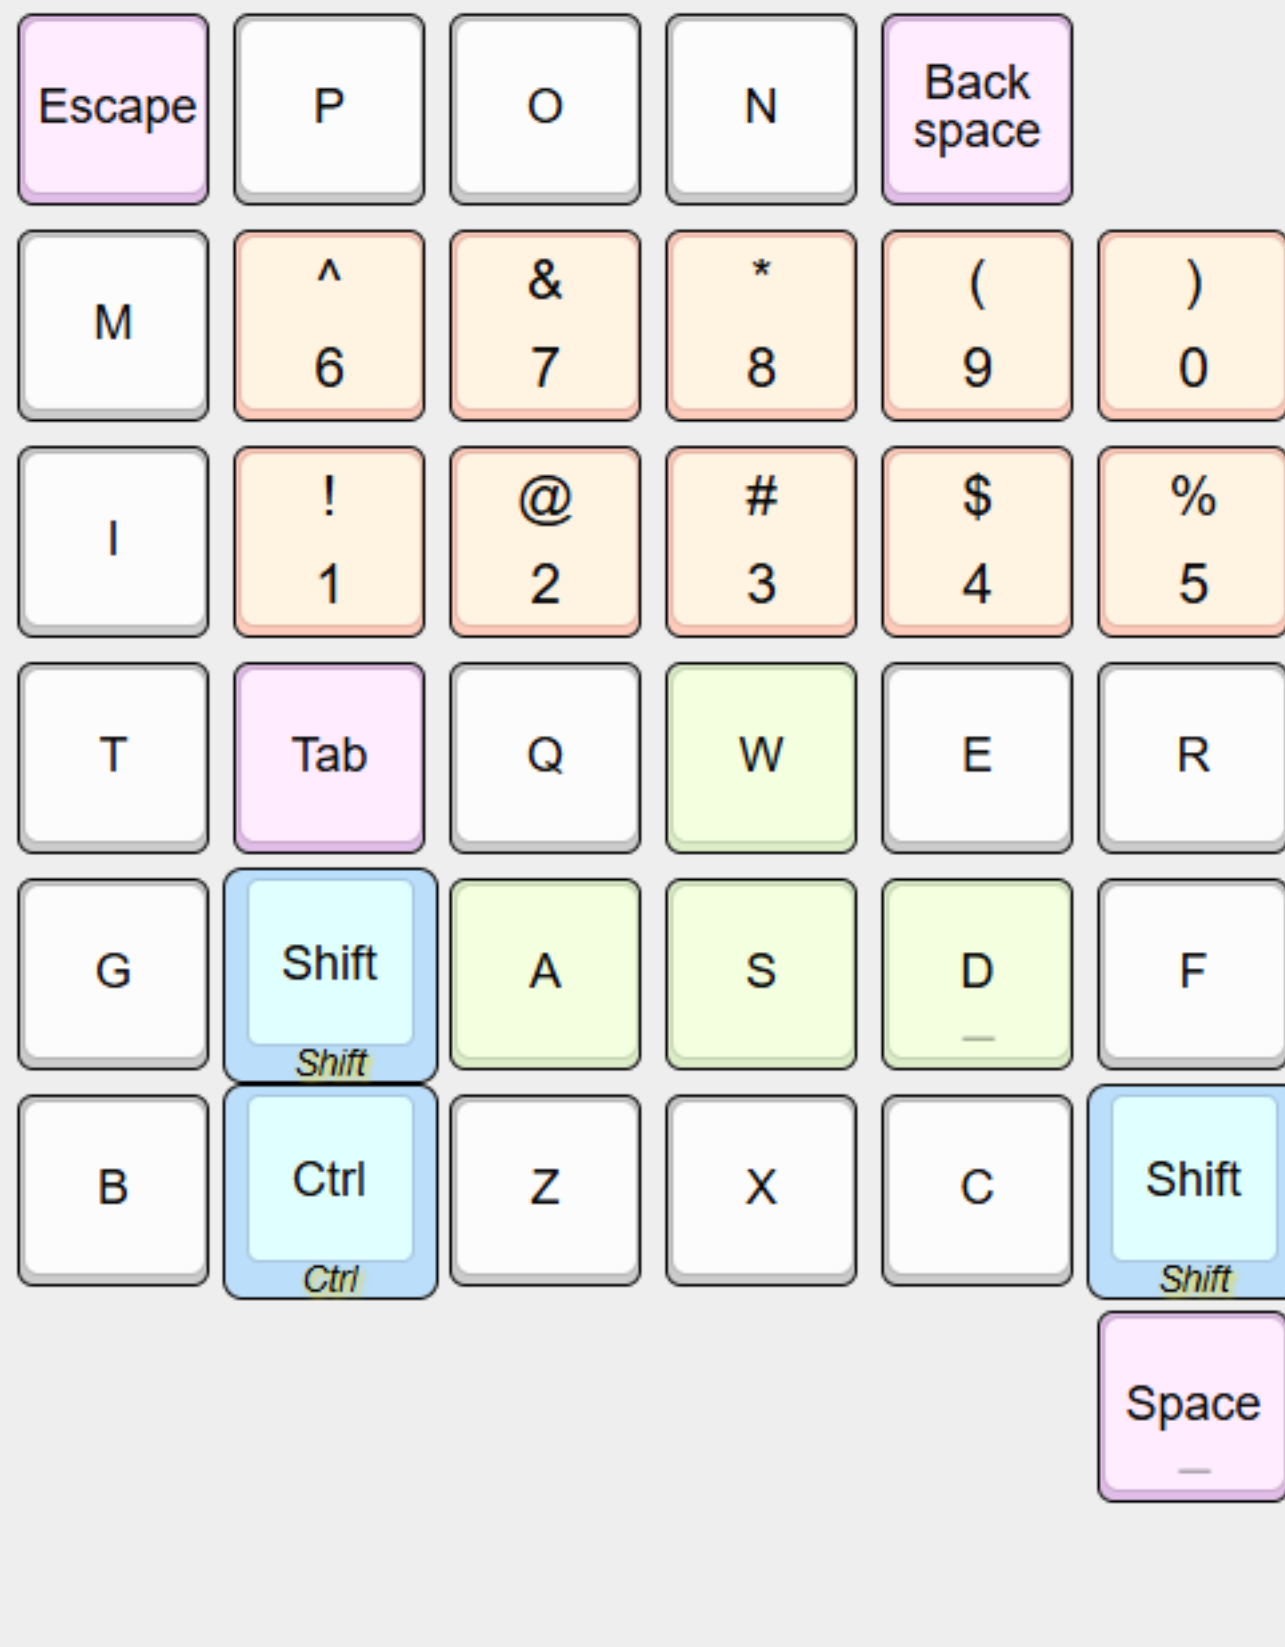 Escape P O N Back
space
M ^ & * ( )
6 7 8 9 0
I ! @ # $ %
1 2 3 4 5
T Tab Q W E R
G Shift A S D F
Shift
B Ctrl Z X C Shift
Ctrl Shift
Space